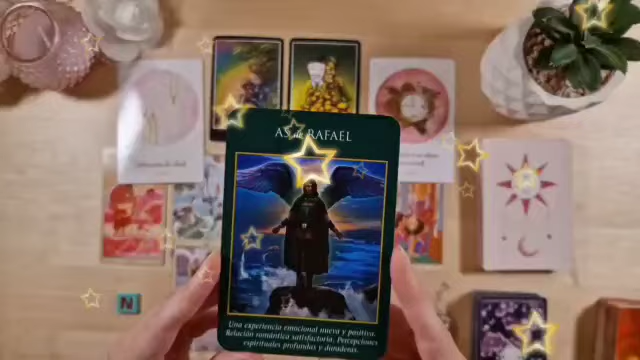 AS de RAFAEL
Una experiencia emocional nueva y positiva.
Relación romántica satisfactoria. Percepciones
espirituales profundas y duraderas.
N